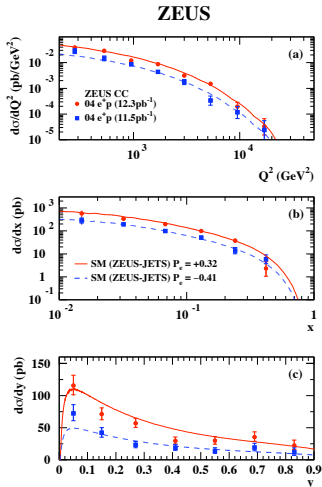 ZEUS
dσ/dQ² (pb/GeV²)
10⁻²
10⁻³
10⁻⁴
10⁻⁵
(a)
ZEUS CC
04 e⁺p (12.3pb⁻¹)
04 e⁺p (11.5pb⁻¹)
10³
10⁴
Q² (GeV²)
dσ/dx (pb)
10³
10²
10
1
10⁻¹
(b)
SM (ZEUS-JETS) Pₑ = +0.32
SM (ZEUS-JETS) Pₑ = −0.41
10⁻²
10⁻¹
1
x
dσ/dy (pb)
150
100
50
0
(c)
0 0.1 0.2 0.3 0.4 0.5 0.6 0.7 0.8 0.9
y